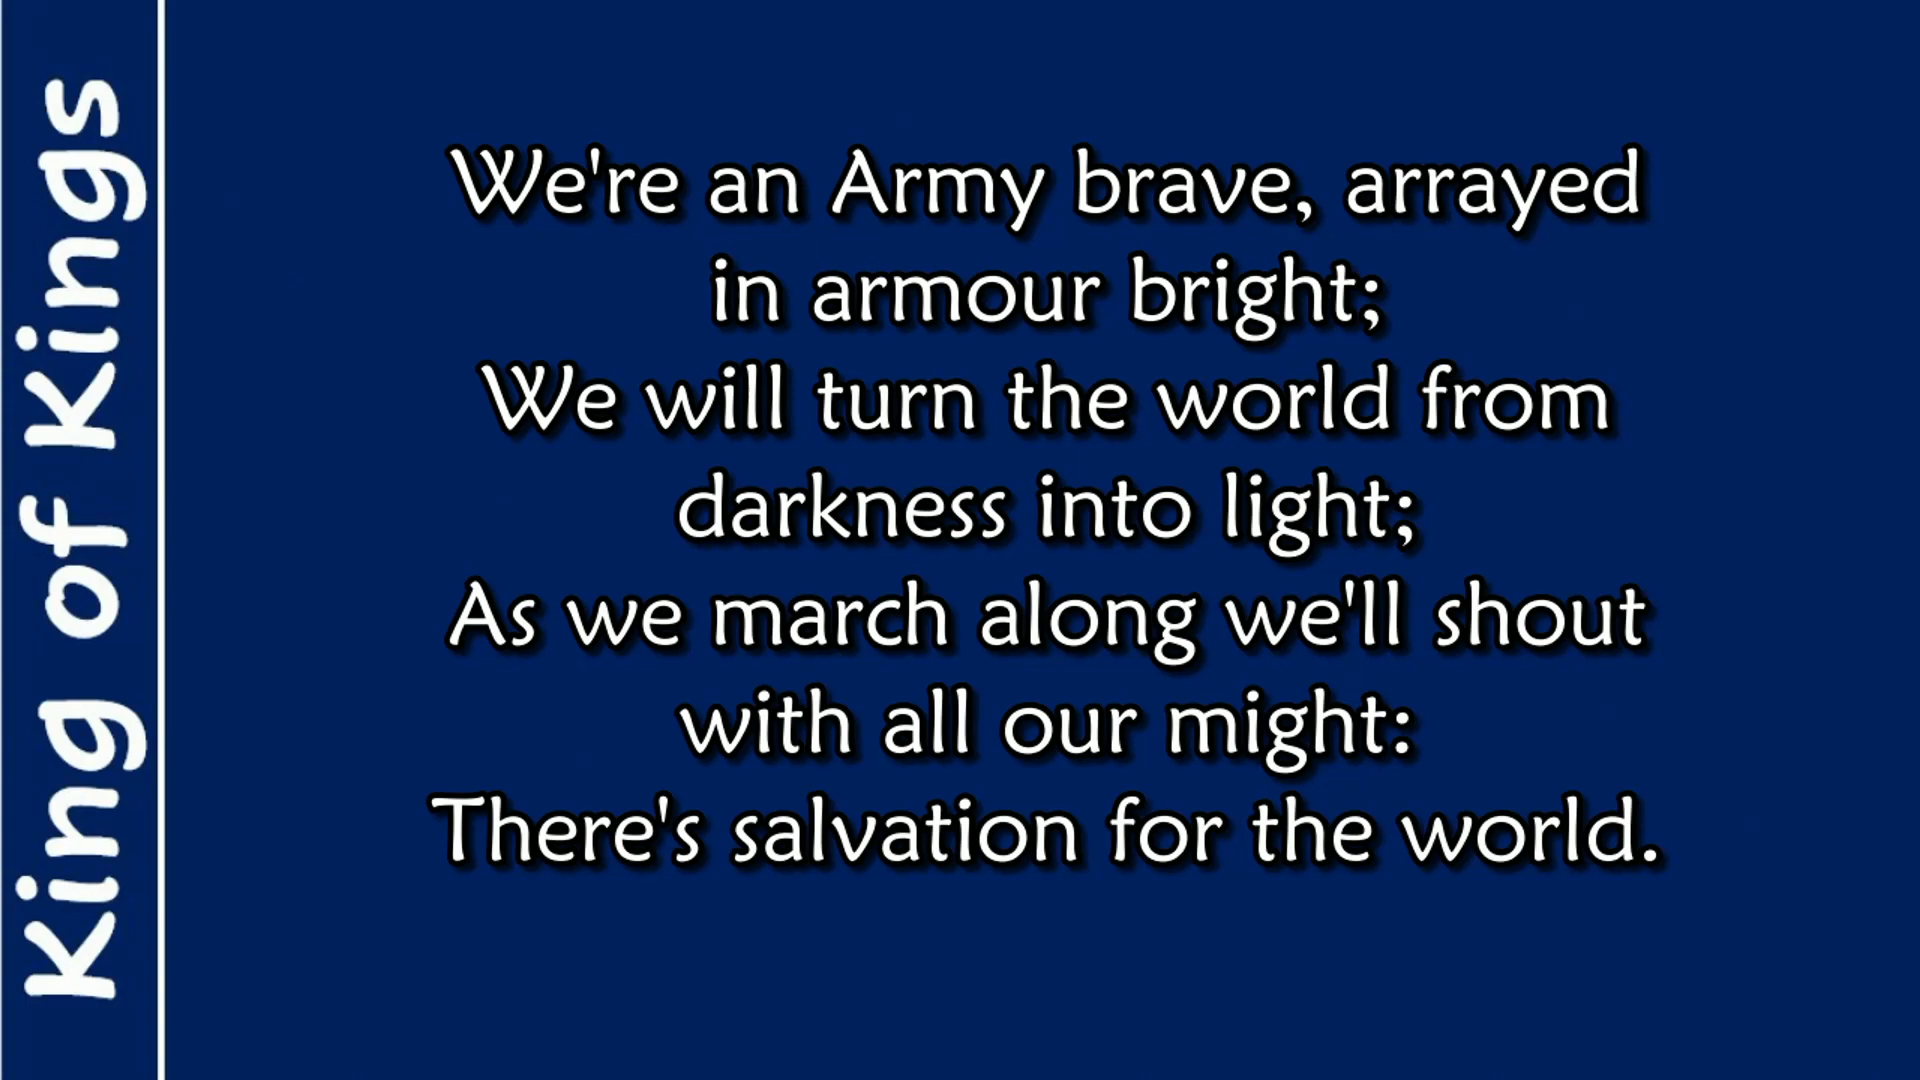 King of Kings
We're an Army brave, arrayed
in armour bright;
We will turn the world from
darkness into light;
As we march along we'll shout
with all our might:
There's salvation for the world.